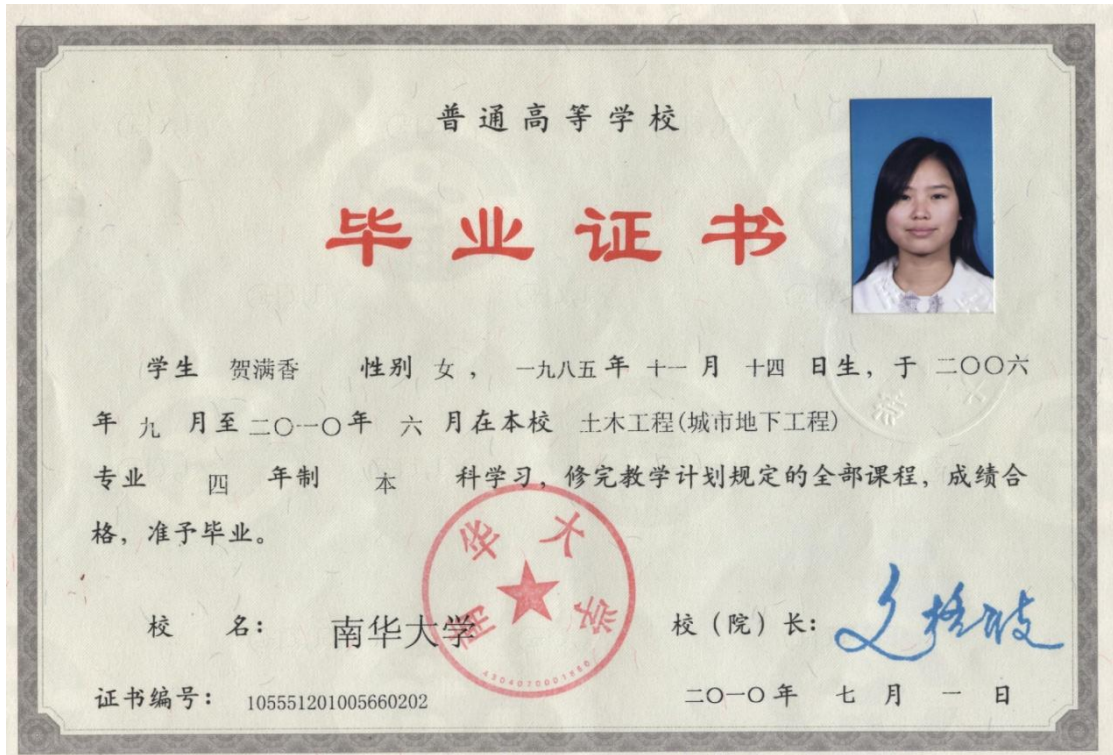 普通高等学校
毕业证书
学生 贺满香 性别 女 , 一九八五 年 十一 月 十四 日生, 于 二〇〇六
年 九 月至 二〇一〇 年 六 月在本校 土木工程(城市地下工程)
专业 四 年制 本 科学习, 修完教学计划规定的全部课程, 成绩合
格, 准予毕业。
南华大学
校 名: 南华大学 校(院)长: 
证书编号: 105551201005660202 二〇一〇 年 七 月 一 日